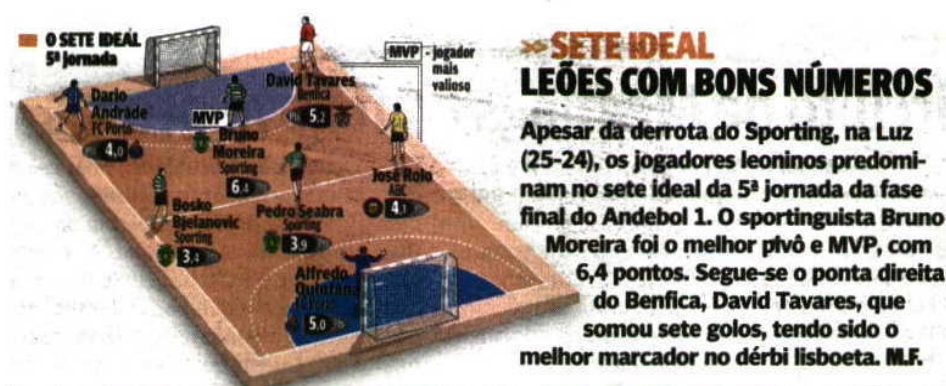 O SETE IDEAL
5ª jornada
MVP - jogador
mais
valioso
David Tavares
Benfica
5,2
Dario
Andrade
FC Porto
4,0
MVP
Bruno
Moreira
Sporting
6,4
José Rolo
ABC
4,1
Bosko
Bjelanovic
Sporting
3,4
Pedro Seabra
Sporting
3,9
Alfredo
Quintana
5,0
>> SETE IDEAL
LEÕES COM BONS NÚMEROS
Apesar da derrota do Sporting, na Luz
(25-24), os jogadores leoninos predomi-
nam no sete ideal da 5ª jornada da fase
final do Andebol 1. O sportinguista Bruno
Moreira foi o melhor pivô e MVP, com
6,4 pontos. Segue-se o ponta direita
do Benfica, David Tavares, que
somou sete golos, tendo sido o
melhor marcador no dérbi lisboeta. M.F.